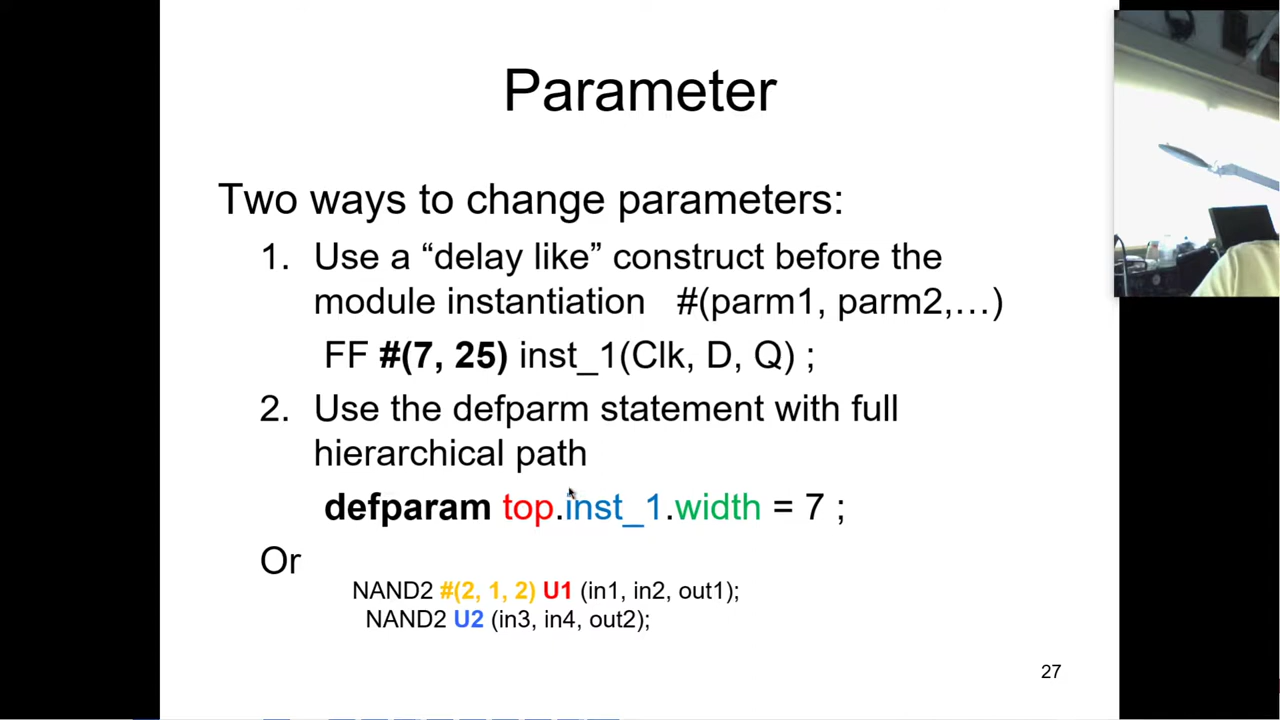 Parameter
Two ways to change parameters:
1. Use a “delay like” construct before the
module instantiation #(parm1, parm2,…)
FF #(7, 25) inst_1(Clk, D, Q) ;
2. Use the defparm statement with full
hierarchical path
defparam top.inst_1.width = 7 ;
Or
NAND2 #(2, 1, 2) U1 (in1, in2, out1);
NAND2 U2 (in3, in4, out2);
27